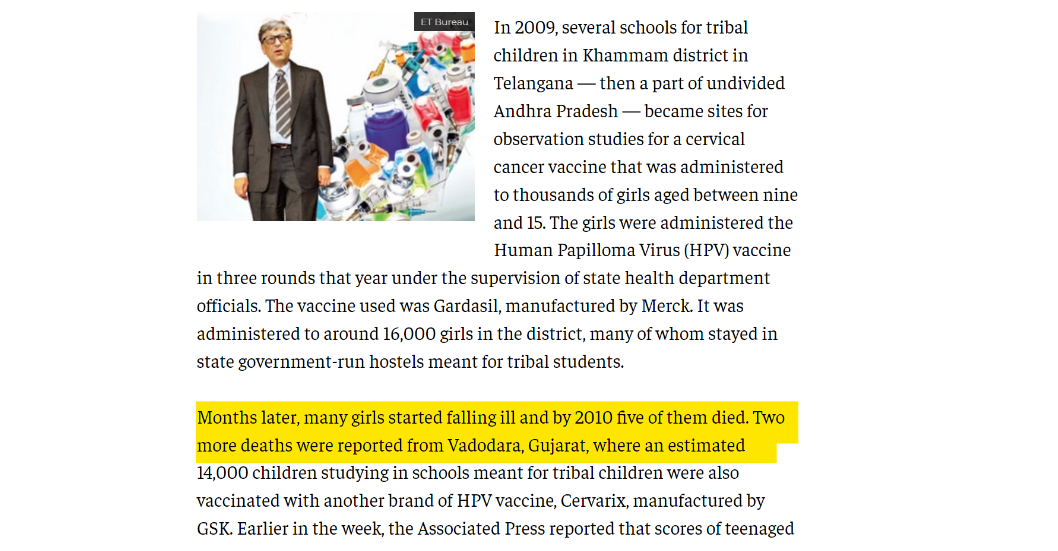 ET Bureau
In 2009, several schools for tribal
children in Khammam district in
Telangana — then a part of undivided
Andhra Pradesh — became sites for
observation studies for a cervical
cancer vaccine that was administered
to thousands of girls aged between nine
and 15. The girls were administered the
Human Papilloma Virus (HPV) vaccine
in three rounds that year under the supervision of state health department
officials. The vaccine used was Gardasil, manufactured by Merck. It was
administered to around 16,000 girls in the district, many of whom stayed in
state government-run hostels meant for tribal students.
Months later, many girls started falling ill and by 2010 five of them died. Two
more deaths were reported from Vadodara, Gujarat, where an estimated
14,000 children studying in schools meant for tribal children were also
vaccinated with another brand of HPV vaccine, Cervarix, manufactured by
GSK. Earlier in the week, the Associated Press reported that scores of teenaged